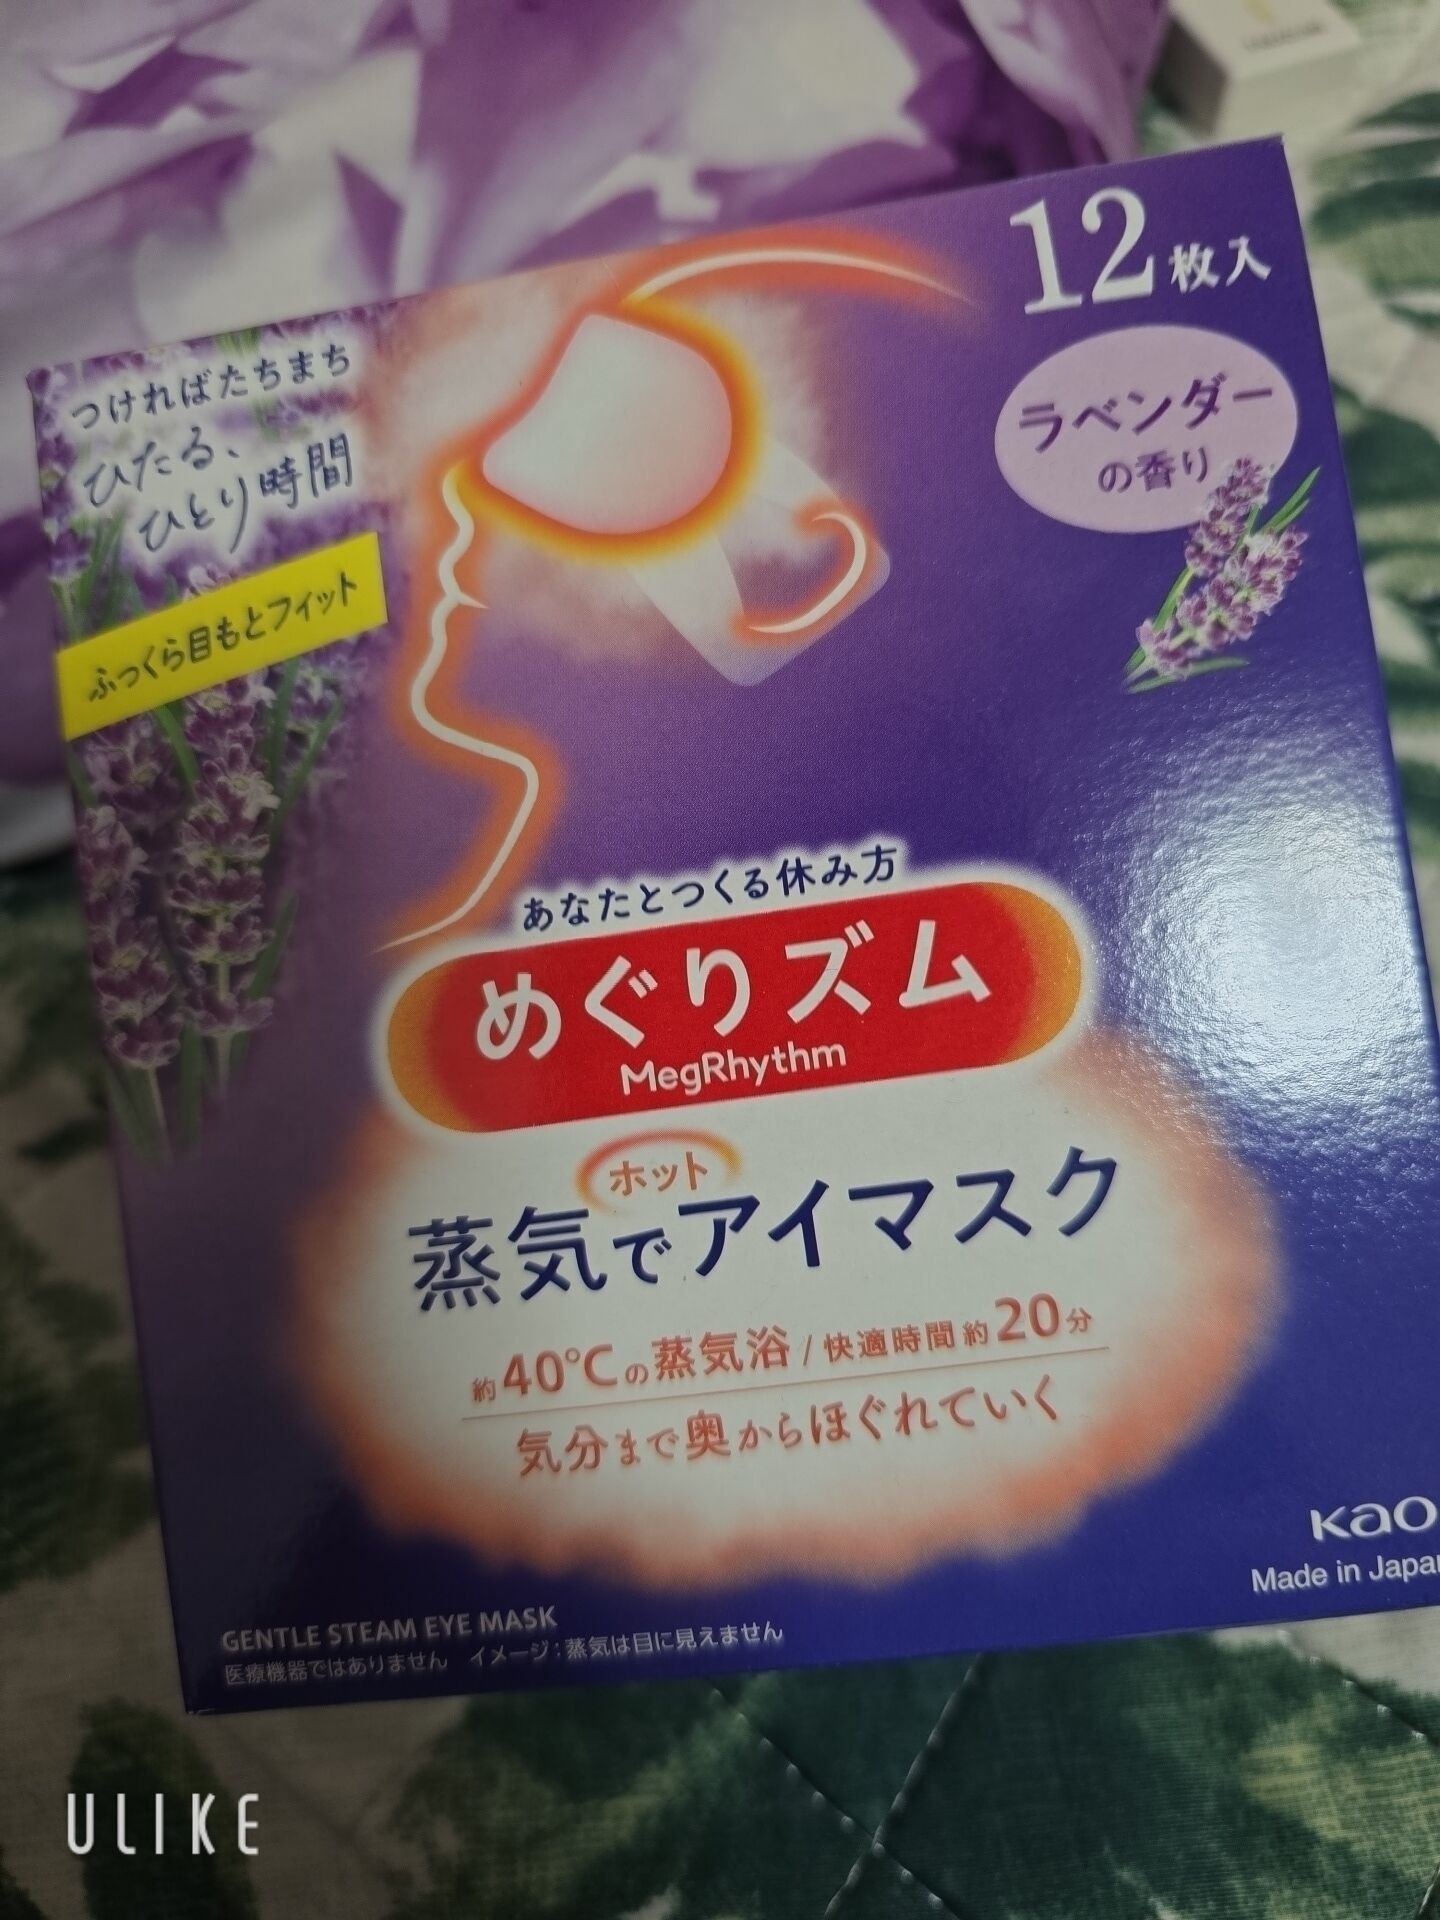 12枚入
ラベンダー
の香り
つければたちまち
ひたる、
ひとり時間
ふっくら目もとフィット
あなたとつくる休み方
めぐりズム
MegRhythm
ホット
蒸気でアイマスク
約40℃の蒸気浴/快適時間約20分
気分まで奥からほぐれていく
Kao
Made in Japan
GENTLE STEAM EYE MASK
医療機器ではありません イメージ:蒸気は目に見えません
ULIKE